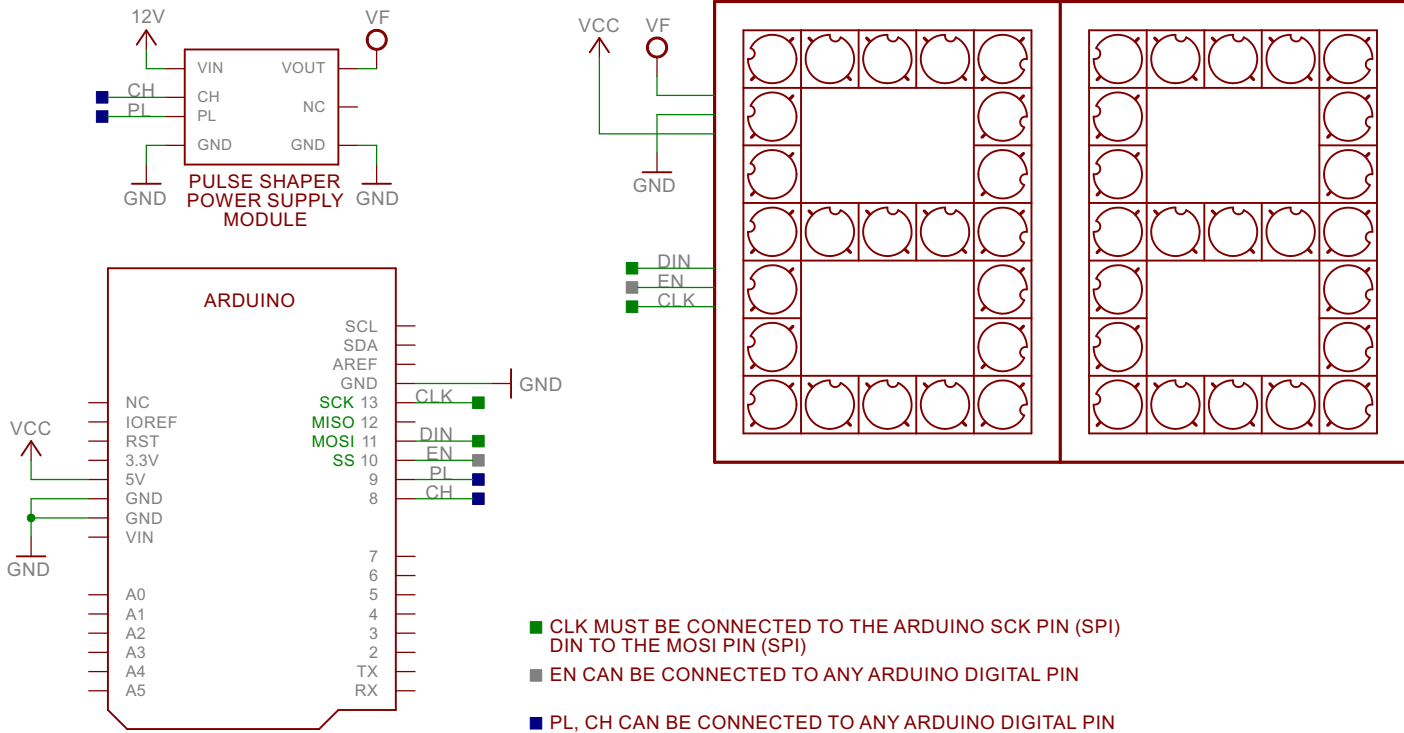 12V
VF
VIN
VOUT
CH
CH
NC
PL
PL
GND
GND
GND
GND
PULSE SHAPER
POWER SUPPLY
MODULE
VCC
VF
GND
DIN
EN
CLK
ARDUINO
SCL
SDA
AREF
GND
GND
SCK 13
CLK
MISO 12
MOSI 11
DIN
SS 10
EN
9
PL
8
CH
7
6
5
4
3
2
TX
RX
NC
IOREF
RST
3.3V
5V
GND
GND
VIN
A0
A1
A2
A3
A4
A5
VCC
GND
CLK MUST BE CONNECTED TO THE ARDUINO SCK PIN (SPI)
DIN TO THE MOSI PIN (SPI)
EN CAN BE CONNECTED TO ANY ARDUINO DIGITAL PIN
PL, CH CAN BE CONNECTED TO ANY ARDUINO DIGITAL PIN